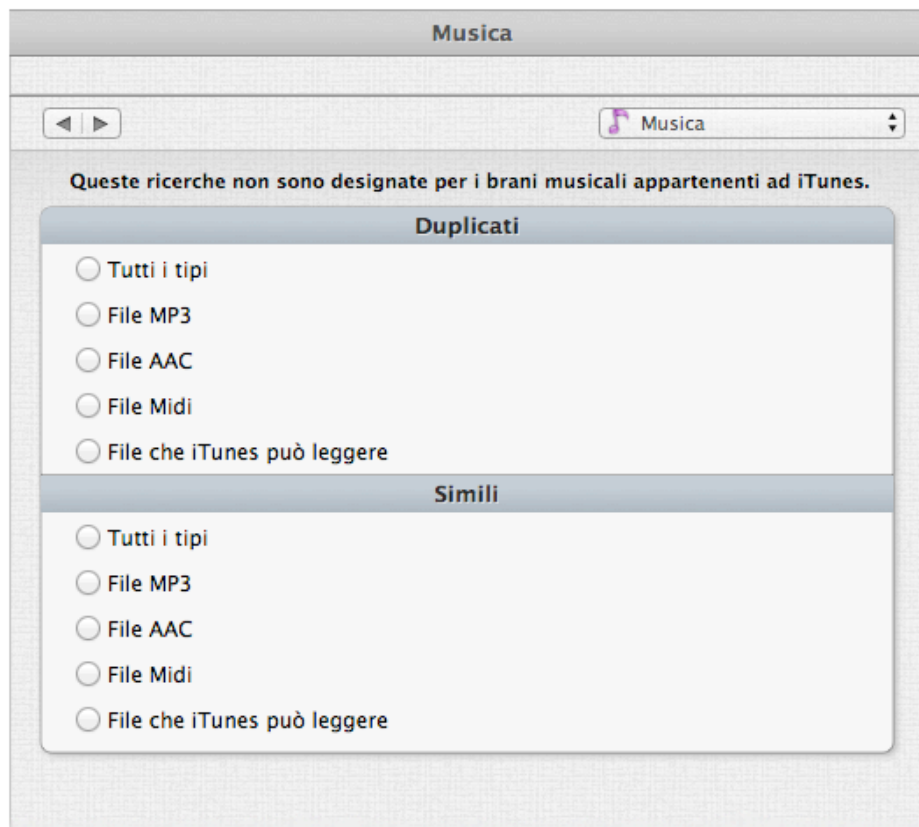 Musica
Musica
Queste ricerche non sono designate per i brani musicali appartenenti ad iTunes.
Duplicati
Tutti i tipi
File MP3
File AAC
File Midi
File che iTunes può leggere
Simili
Tutti i tipi
File MP3
File AAC
File Midi
File che iTunes può leggere